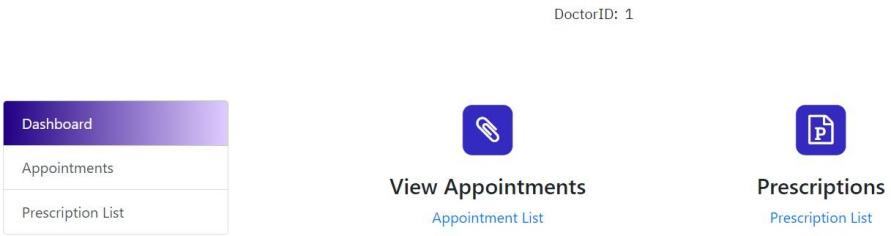 DoctorID: 1
Dashboard
Appointments
Prescription List
View Appointments
Appointment List
P
Prescriptions
Prescription List